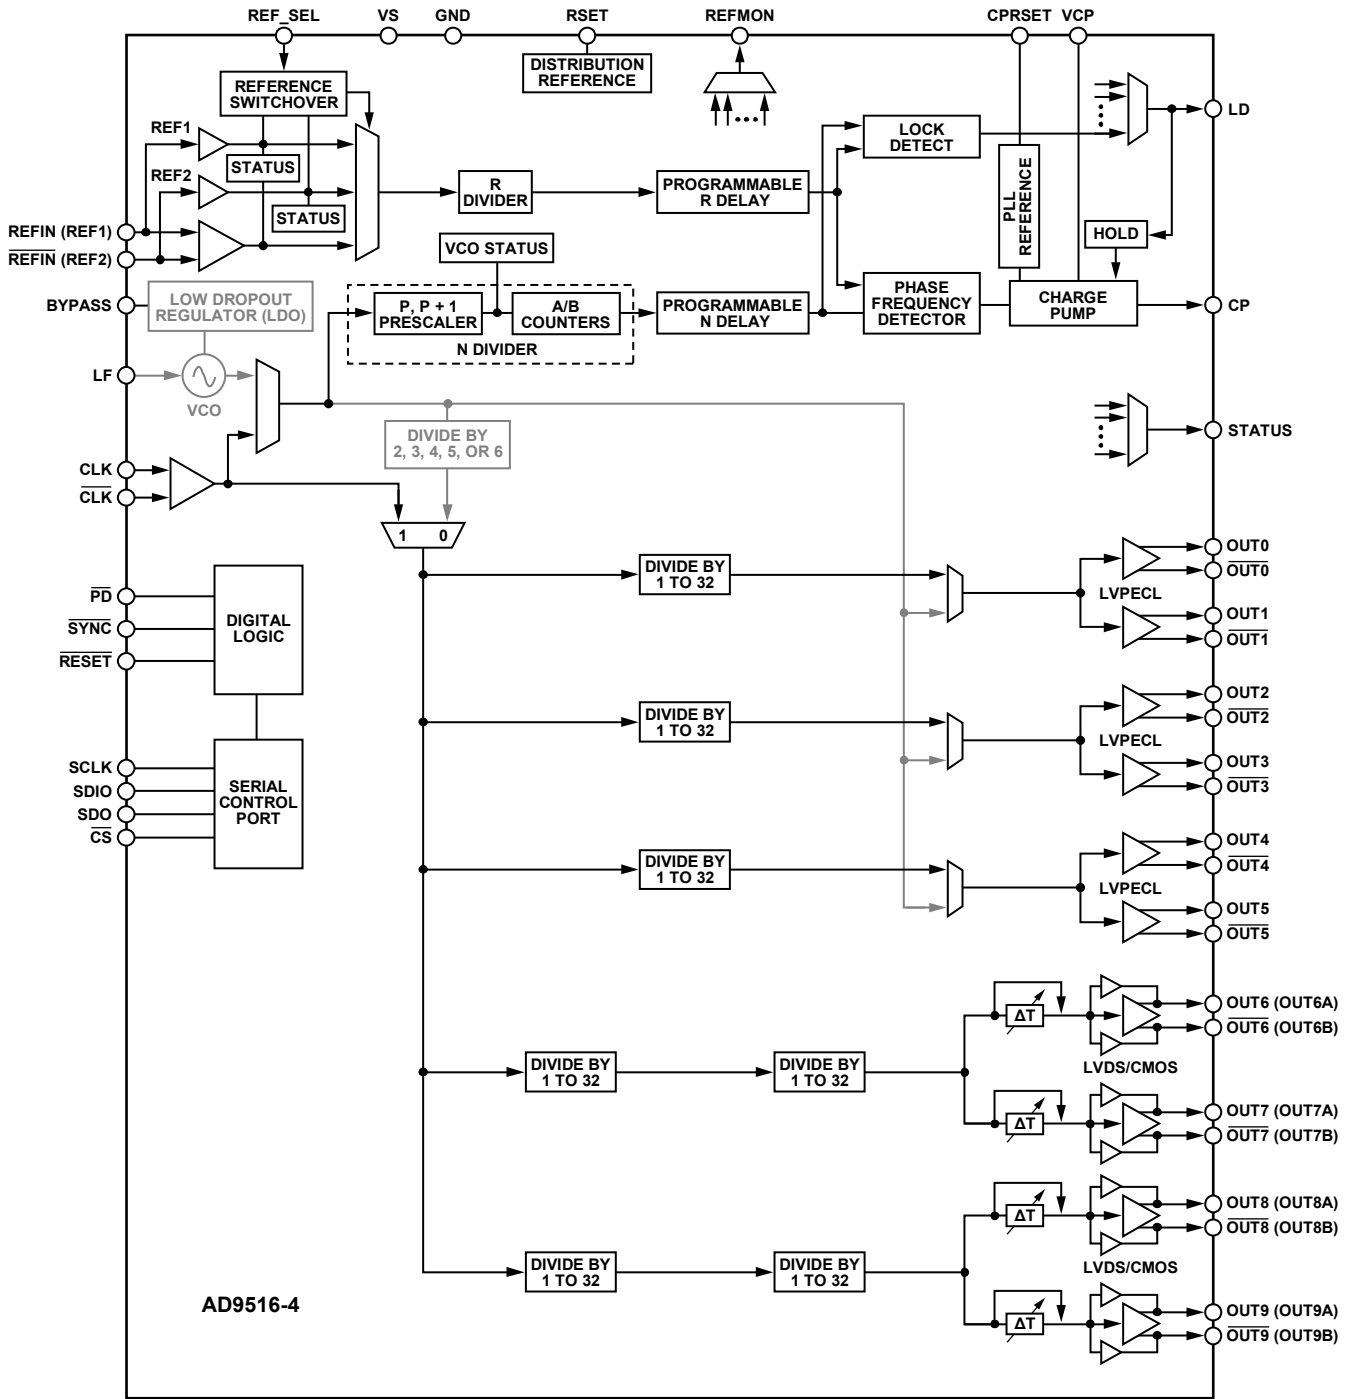 REF_SEL
VS
GND
RSET
REFMON
CPRSET
VCP
DISTRIBUTION
REFERENCE
REFERENCE
SWITCHOVER
REF1
STATUS
REF2
STATUS
R
DIVIDER
PROGRAMMABLE
R DELAY
LOCK
DETECT
PLL
REFERENCE
LD
HOLD
REFIN (REF1)
REFIN (REF2)
VCO STATUS
BYPASS
LOW DROPOUT
REGULATOR (LDO)
P, P + 1
PRESCALER
A/B
COUNTERS
N DIVIDER
PROGRAMMABLE
N DELAY
PHASE
FREQUENCY
DETECTOR
CHARGE
PUMP
CP
LF
VCO
DIVIDE BY
2, 3, 4, 5, OR 6
STATUS
CLK
CLK
1
0
DIVIDE BY
1 TO 32
LVPECL
OUT0
OUT0
OUT1
OUT1
PD
SYNC
RESET
DIGITAL
LOGIC
DIVIDE BY
1 TO 32
LVPECL
OUT2
OUT2
OUT3
OUT3
SCLK
SDIO
SDO
CS
SERIAL
CONTROL
PORT
DIVIDE BY
1 TO 32
LVPECL
OUT4
OUT4
OUT5
OUT5
DIVIDE BY
1 TO 32
DIVIDE BY
1 TO 32
ΔT
ΔT
LVDS/CMOS
OUT6 (OUT6A)
OUT6 (OUT6B)
OUT7 (OUT7A)
OUT7 (OUT7B)
DIVIDE BY
1 TO 32
DIVIDE BY
1 TO 32
ΔT
ΔT
LVDS/CMOS
OUT8 (OUT8A)
OUT8 (OUT8B)
OUT9 (OUT9A)
OUT9 (OUT9B)
AD9516-4